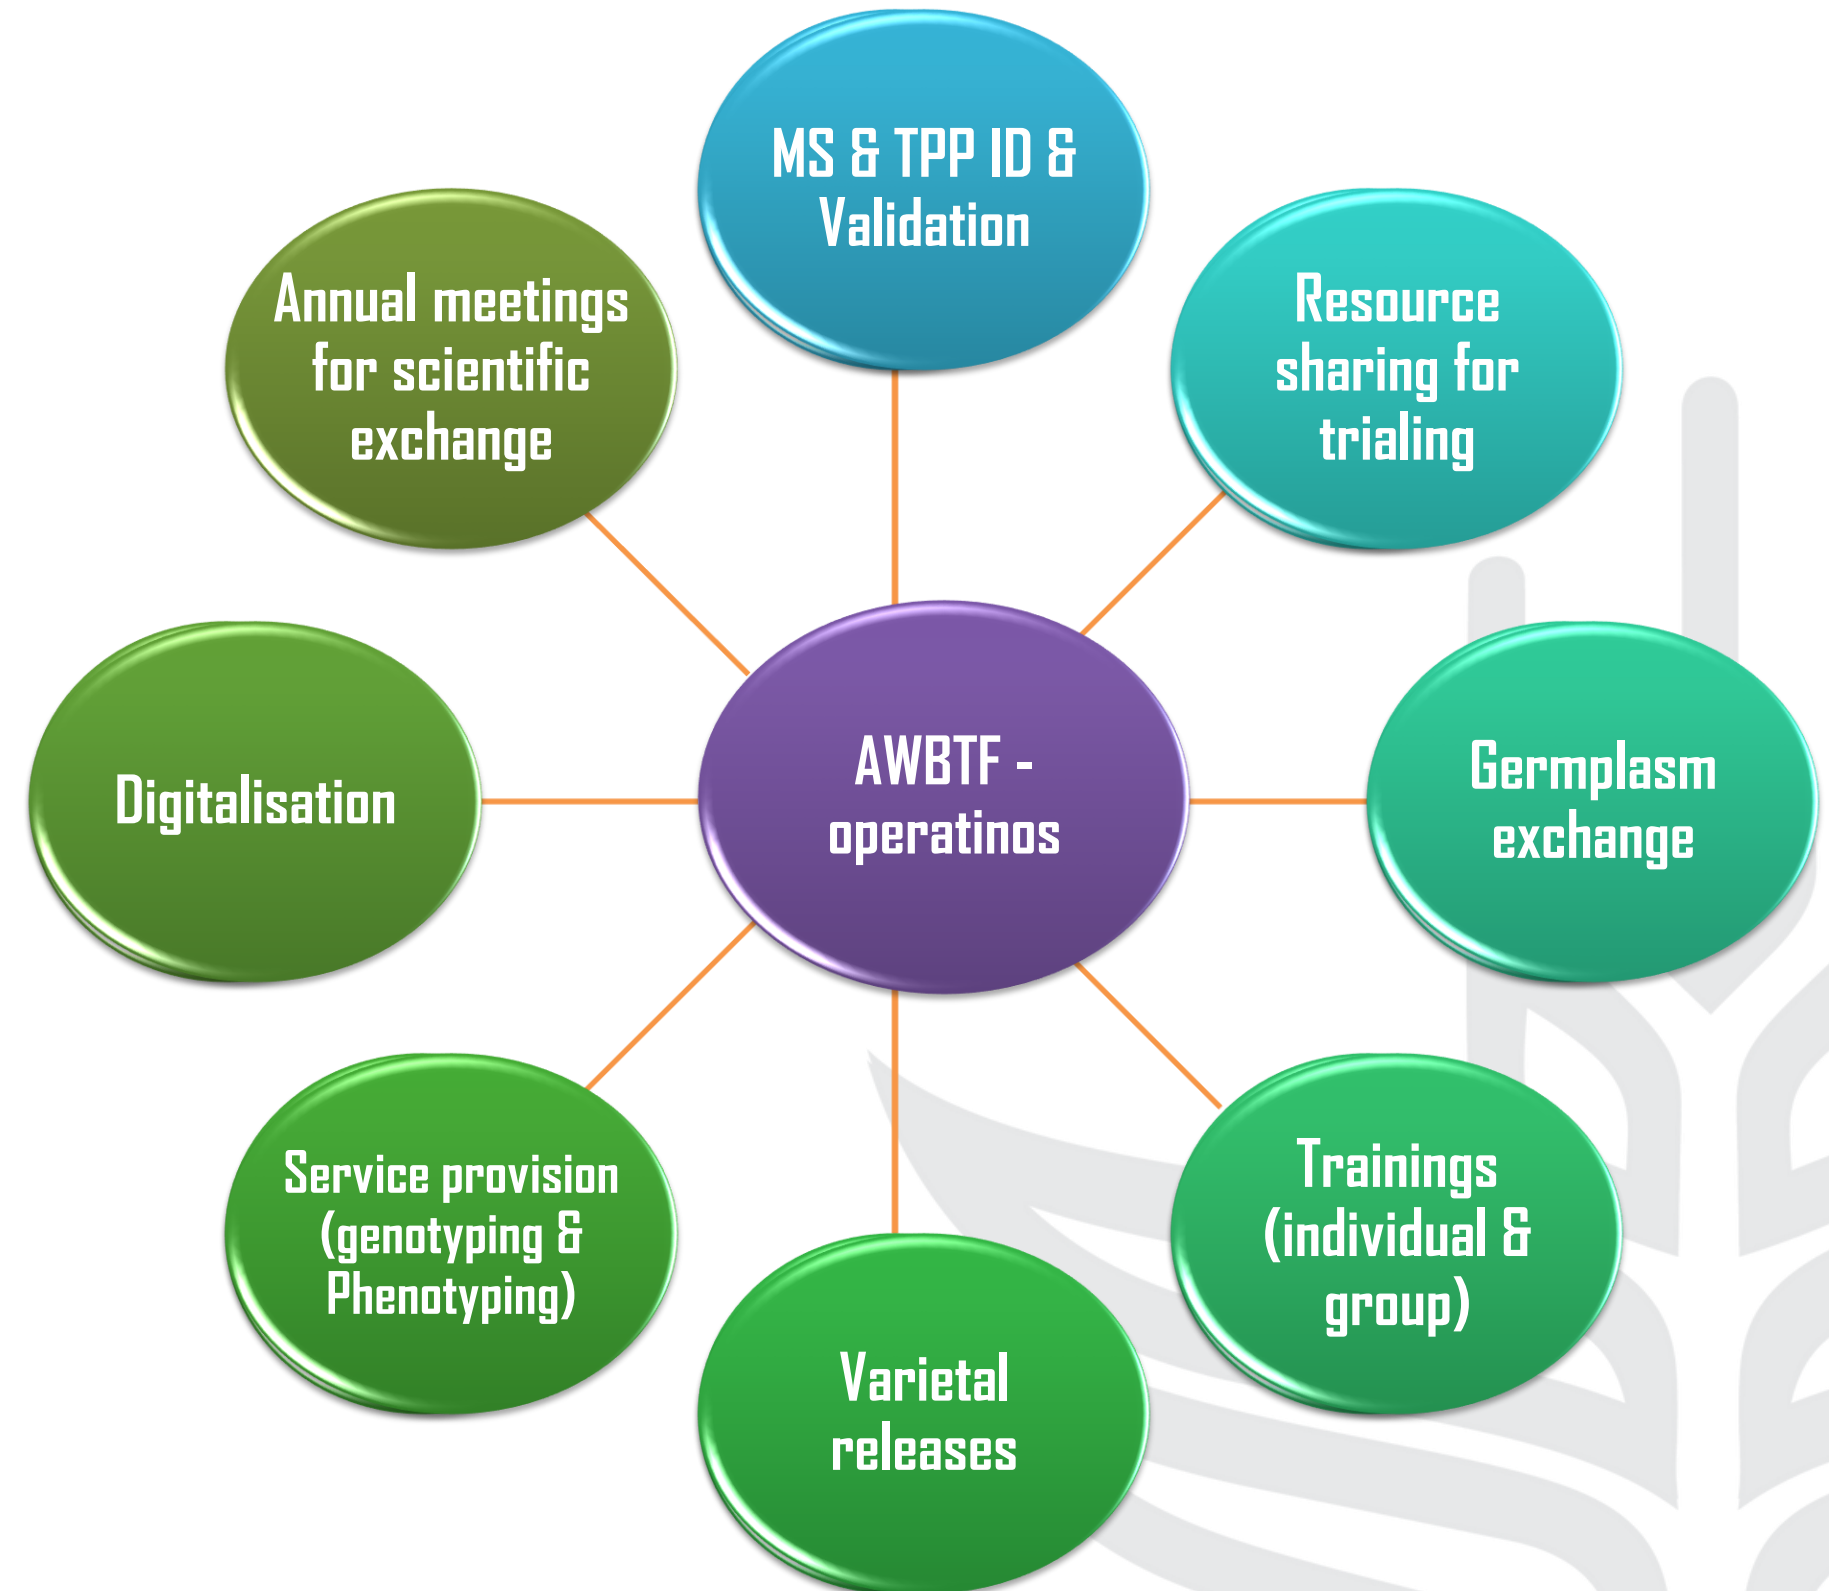 MS & TPP ID &
Validation
Resource
sharing for
trialing
Germplasm
exchange
Trainings
(individual &
group)
Varietal
releases
Service provision
(genotyping &
Phenotyping)
Digitalisation
Annual meetings
for scientific
exchange
AWBTF -
operatinos